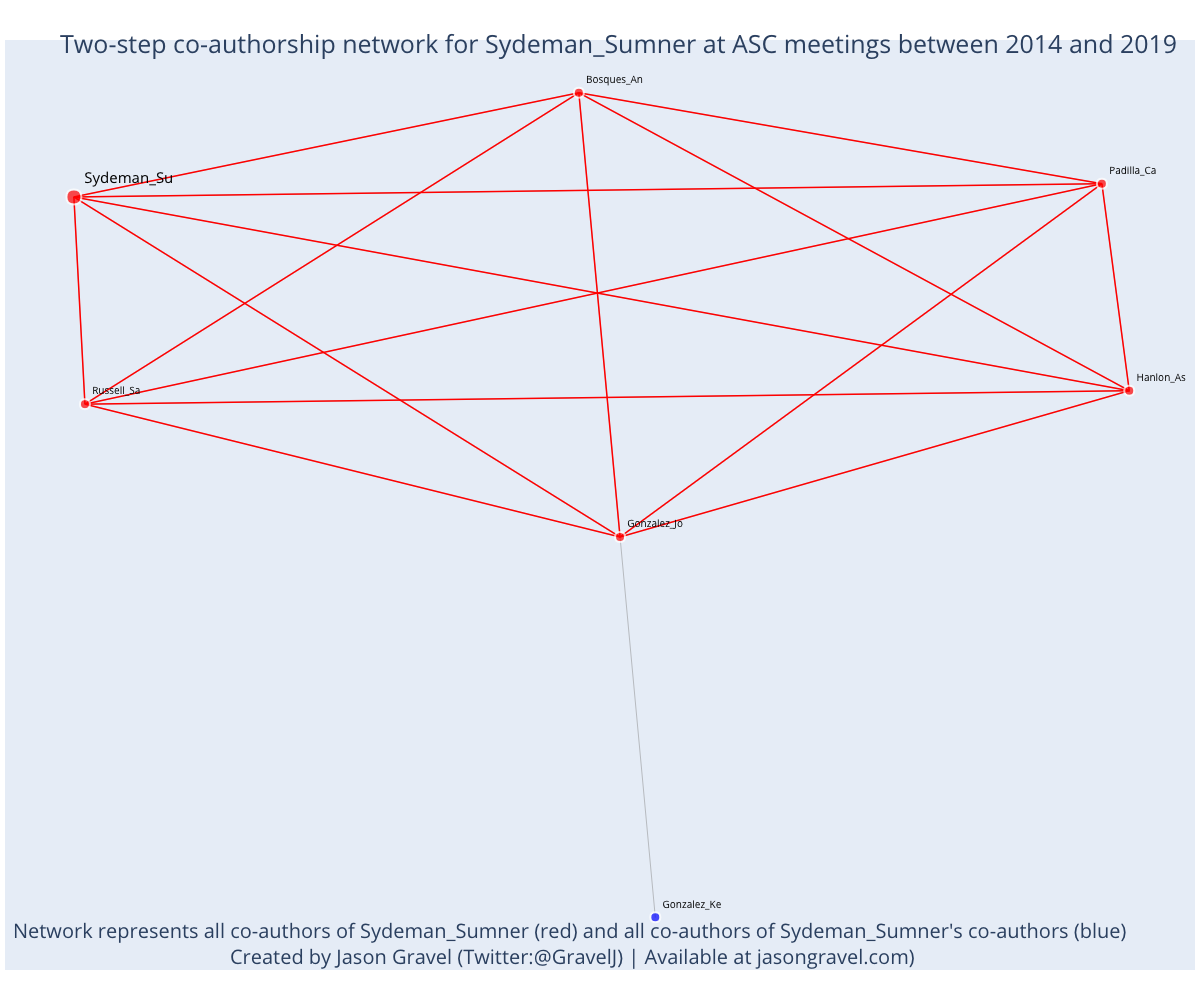 Two-step co-authorship network for Sydeman_Sumner at ASC meetings between 2014 and 2019
Bosques_An
Padilla_Ca
Sydeman_Su
Hanlon_As
Russell_Sa
Gonzalez_Jo
Gonzalez_Ke
Network represents all co-authors of Sydeman_Sumner (red) and all co-authors of Sydeman_Sumner's co-authors (blue)
Created by Jason Gravel (Twitter:@GravelJ) | Available at jasongravel.com)